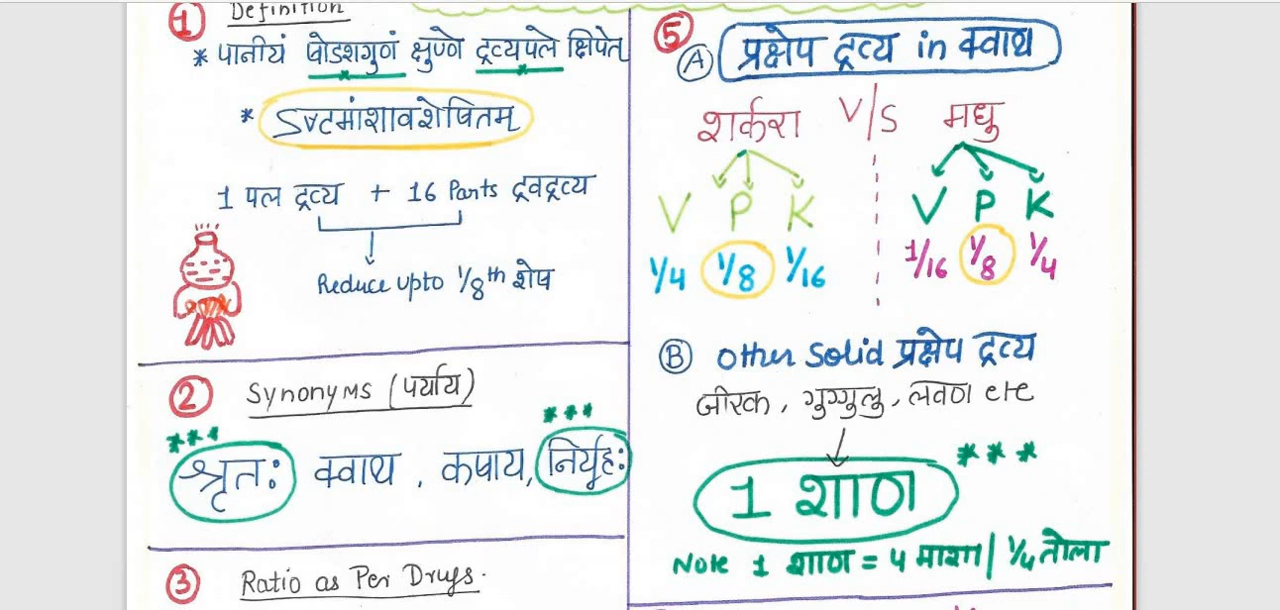 ① Definition
* पानीयं षोडशगुणं क्षुण्णे द्रव्यपले क्षिपेत्
* ऽष्टमांशावशेषितम्
1 पल द्रव्य + 16 Parts द्रवद्रव्य
Reduce upto 1/8th शेष
② Synonyms (पर्याय)
*** ***
श्रृतः क्वाथ , कषाय, निर्यूहः
③ Ratio as Per Drugs.
⑤
Ⓐ प्रक्षेप द्रव्य in क्वाथ
शर्करा V/S मधु
V P K V P K
1/4 1/8 1/16 1/16 1/8 1/4
Ⓑ Other Solid प्रक्षेप द्रव्य
जीरक , गुग्गुलु, लवण etc
1 शाण ***
Note 1 शाण = 4 माशा / 1/4 तोला